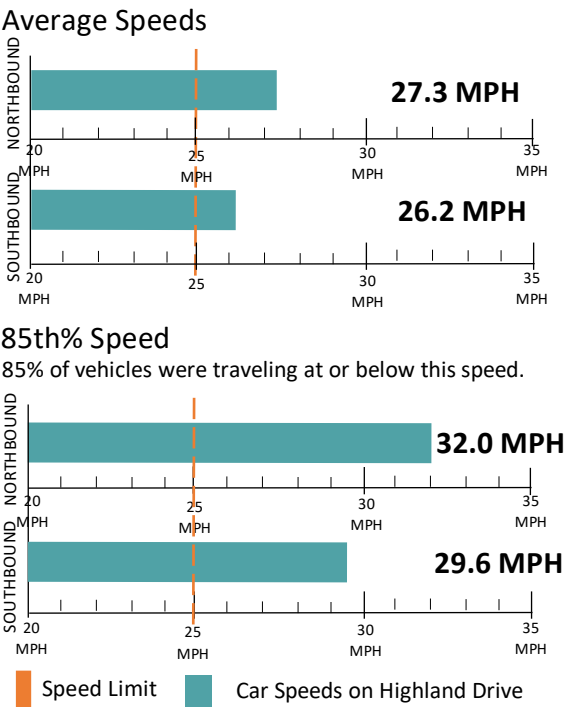 Average Speeds
NORTHBOUND
27.3 MPH
20 25 30 35
MPH MPH MPH MPH
SOUTHBOUND
26.2 MPH
20 25 30 35
MPH MPH MPH
85th% Speed
85% of vehicles were traveling at or below this speed.
NORTHBOUND
32.0 MPH
20 25 30 35
MPH MPH MPH MPH
SOUTHBOUND
29.6 MPH
20 25 30 35
MPH MPH MPH MPH
Speed Limit Car Speeds on Highland Drive